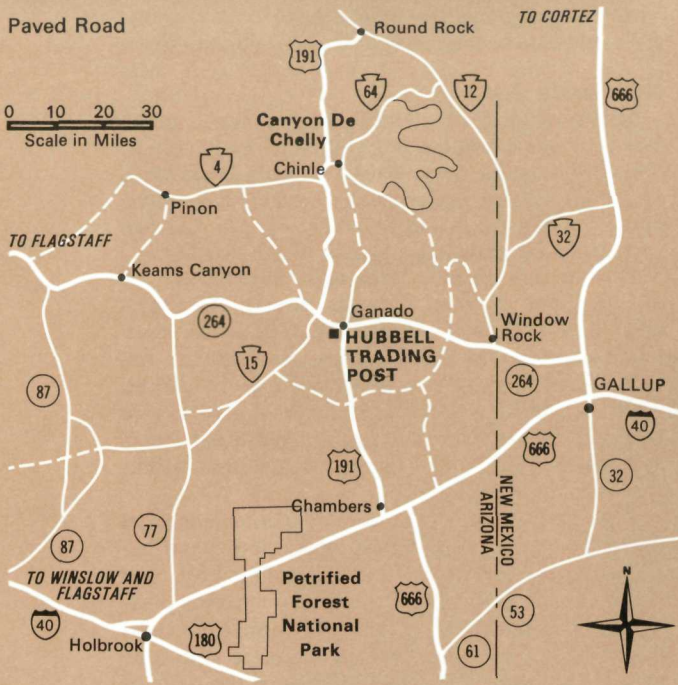 Paved Road
TO CORTEZ
Round Rock
191
64
12
666
0 10 20 30
Scale in Miles
Canyon De
Chelly
4
Chinle
Pinon
32
TO FLAGSTAFF
Keams Canyon
264
Ganado
Window
Rock
HUBBELL
TRADING
POST
15
87
264
GALLUP
40
666
191
32
Chambers
NEW MEXICO
ARIZONA
77
87
TO WINSLOW AND
FLAGSTAFF
Petrified
Forest
National
Park
666
53
N
40
Holbrook
180
61